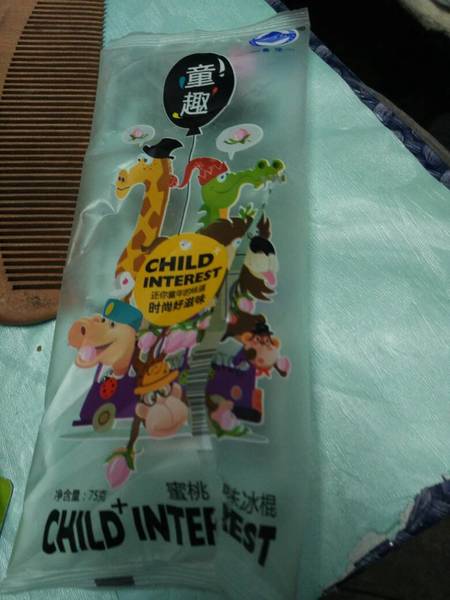 童趣
CHILD
INTEREST
还你童年的味道
时尚好滋味
净含量：75克
蜜桃
味冰棍
CHILD INTEREST